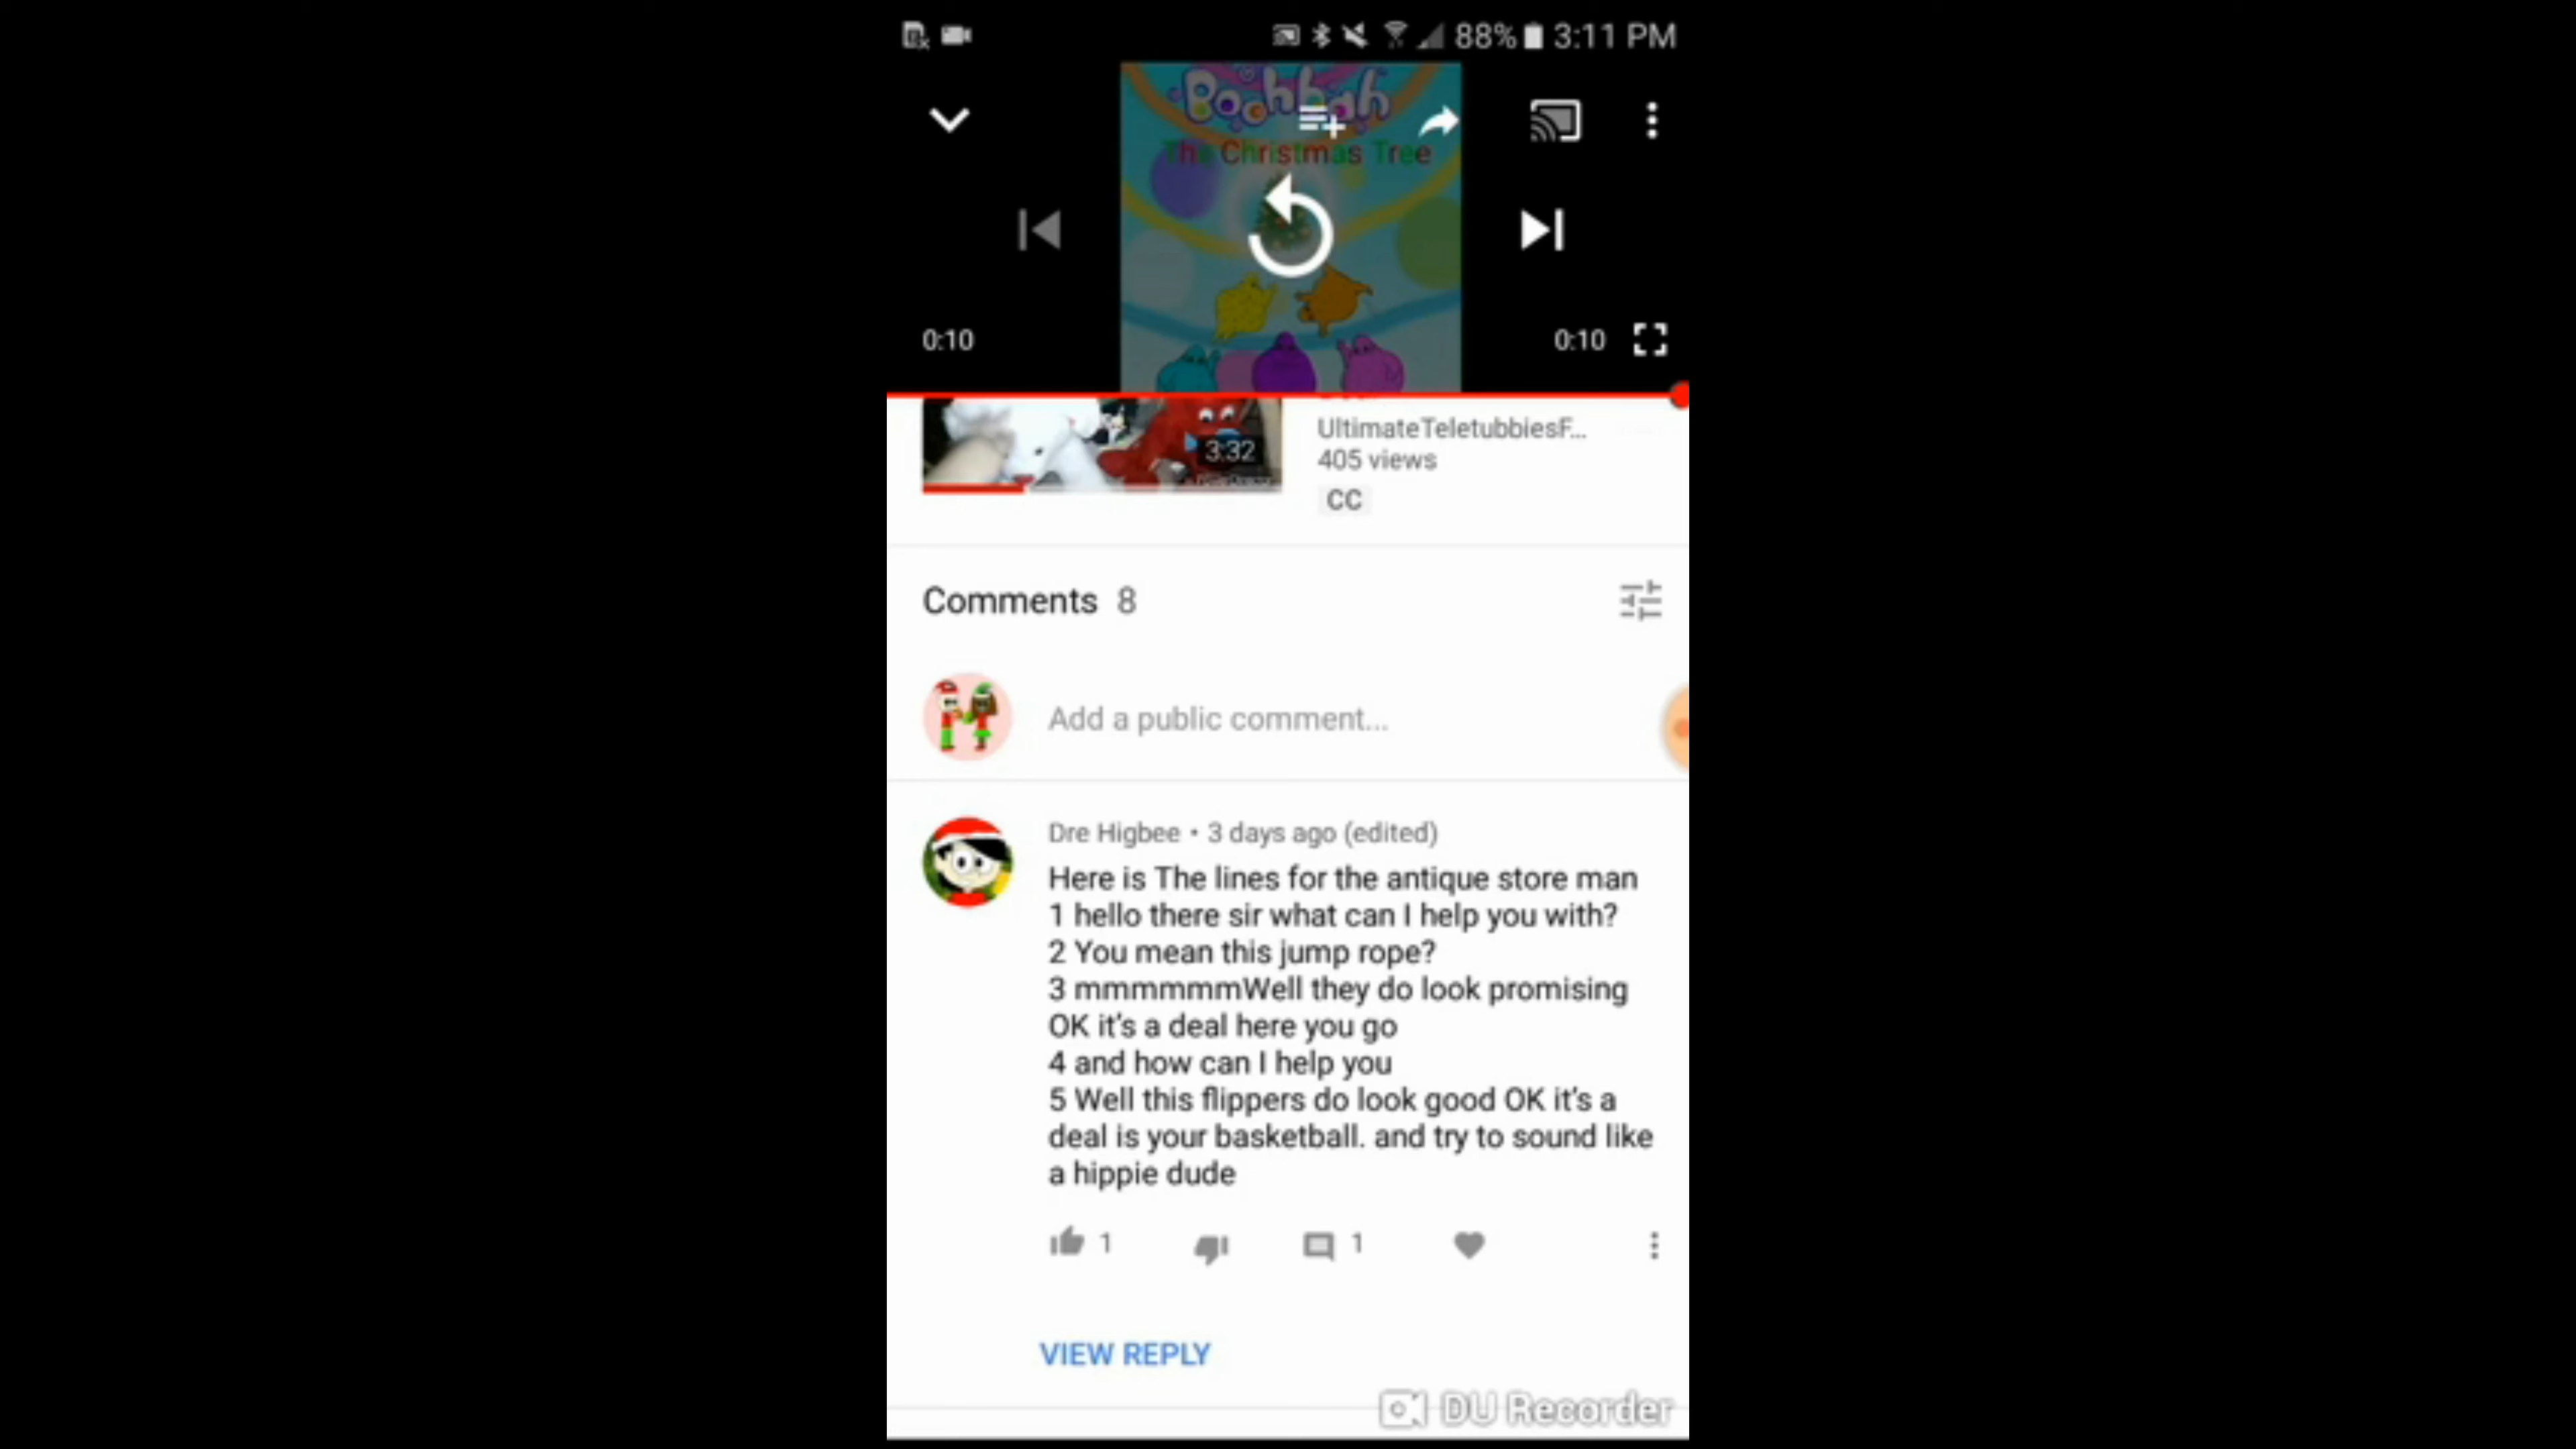 88% 3:11 PM
Boohbah
The Christmas Tree
0:10
0:10
3:32
UltimateTeletubbiesF...
405 views
CC
Comments 8
Add a public comment...
Dre Higbee • 3 days ago (edited)
Here is The lines for the antique store man
1 hello there sir what can I help you with?
2 You mean this jump rope?
3 mmmmmmWell they do look promising
OK it's a deal here you go
4 and how can I help you
5 Well this flippers do look good OK it's a
deal is your basketball. and try to sound like
a hippie dude
1
1
VIEW REPLY
DU Recorder